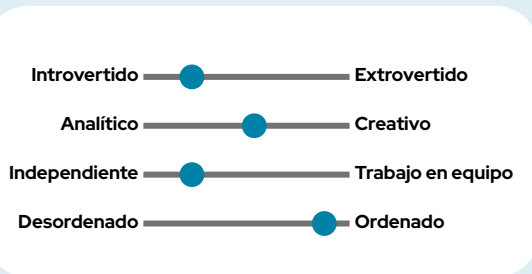 Introvertido Extrovertido
Analítico Creativo
Independiente Trabajo en equipo
Desordenado Ordenado